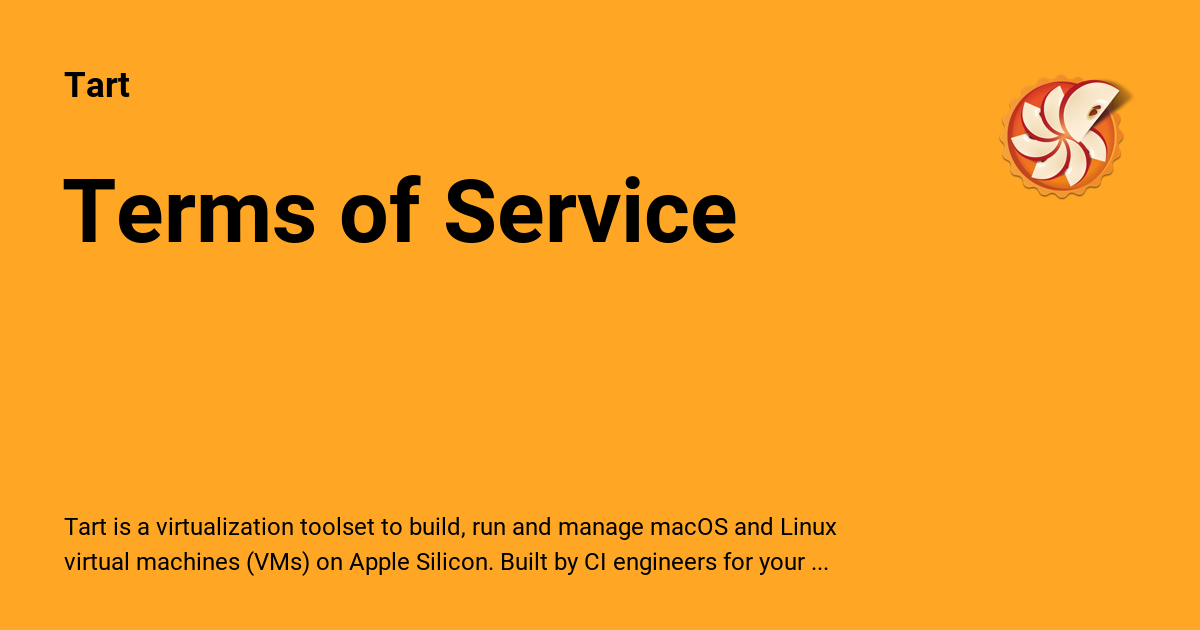 Tart
Terms of Service
Tart is a virtualization toolset to build, run and manage macOS and Linux
virtual machines (VMs) on Apple Silicon. Built by CI engineers for your ...